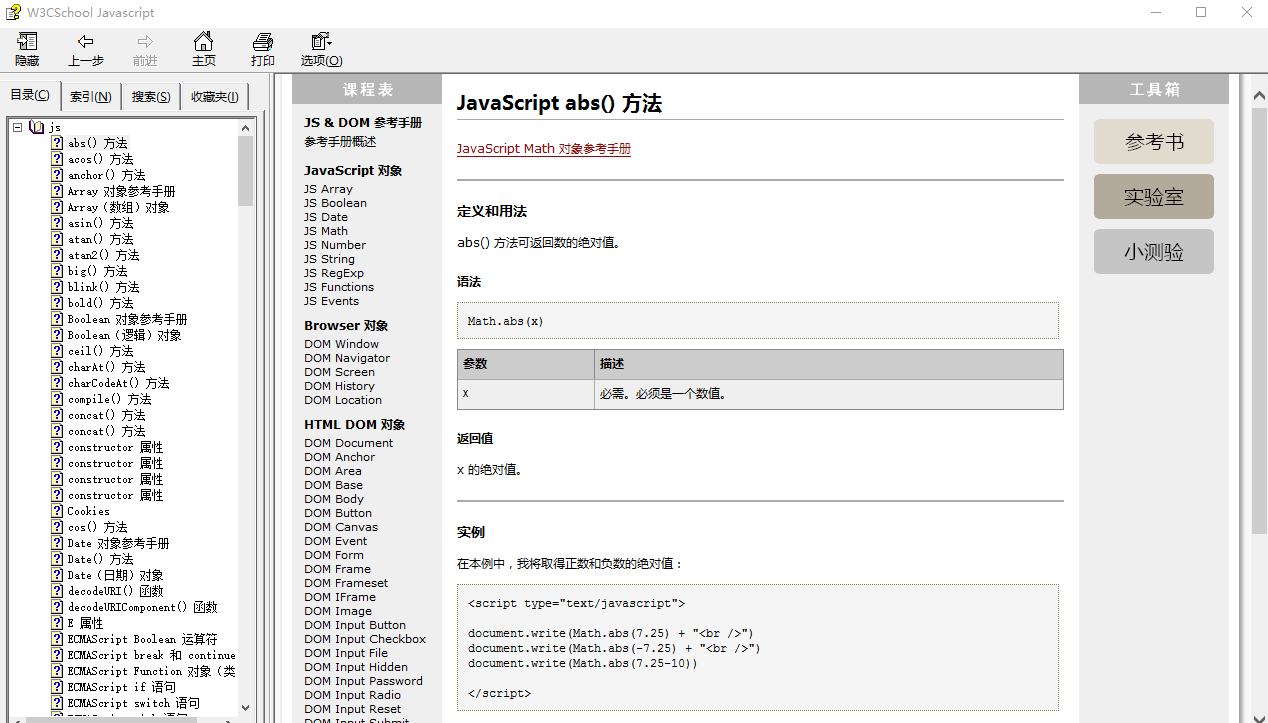 W3CSchool Javascript
隐藏 上一步 前进 主页 打印 选项(O)
目录(C) 索引(N) 搜索(S) 收藏夹(I)
js
abs() 方法
acos() 方法
anchor() 方法
Array 对象参考手册
Array（数组）对象
asin() 方法
atan() 方法
atan2() 方法
big() 方法
blink() 方法
bold() 方法
Boolean 对象参考手册
Boolean（逻辑）对象
ceil() 方法
charAt() 方法
charCodeAt() 方法
compile() 方法
concat() 方法
concat() 方法
constructor 属性
constructor 属性
constructor 属性
constructor 属性
Cookies
cos() 方法
Date 对象参考手册
Date() 方法
Date（日期）对象
decodeURI() 函数
decodeURIComponent() 函数
E 属性
ECMAScript Boolean 运算符
ECMAScript break 和 continue
ECMAScript Function 对象（类
ECMAScript if 语句
ECMAScript switch 语句
课程表
JS & DOM 参考手册
参考手册概述
JavaScript 对象
JS Array
JS Boolean
JS Date
JS Math
JS Number
JS String
JS RegExp
JS Functions
JS Events
Browser 对象
DOM Window
DOM Navigator
DOM Screen
DOM History
DOM Location
HTML DOM 对象
DOM Document
DOM Anchor
DOM Area
DOM Base
DOM Body
DOM Button
DOM Canvas
DOM Event
DOM Form
DOM Frame
DOM Frameset
DOM IFrame
DOM Image
DOM Input Button
DOM Input Checkbox
DOM Input File
DOM Input Hidden
DOM Input Password
DOM Input Radio
DOM Input Reset
DOM Input Submit
JavaScript abs() 方法
JavaScript Math 对象参考手册
定义和用法
abs() 方法可返回数的绝对值。
语法
Math.abs(x)
参数 描述
x 必需。必须是一个数值。
返回值
x 的绝对值。
实例
在本例中，我将取得正数和负数的绝对值：
<script type="text/javascript">
document.write(Math.abs(7.25) + "<br />")
document.write(Math.abs(-7.25) + "<br />")
document.write(Math.abs(7.25-10))
</script>
工具箱
参考书
实验室
小测验